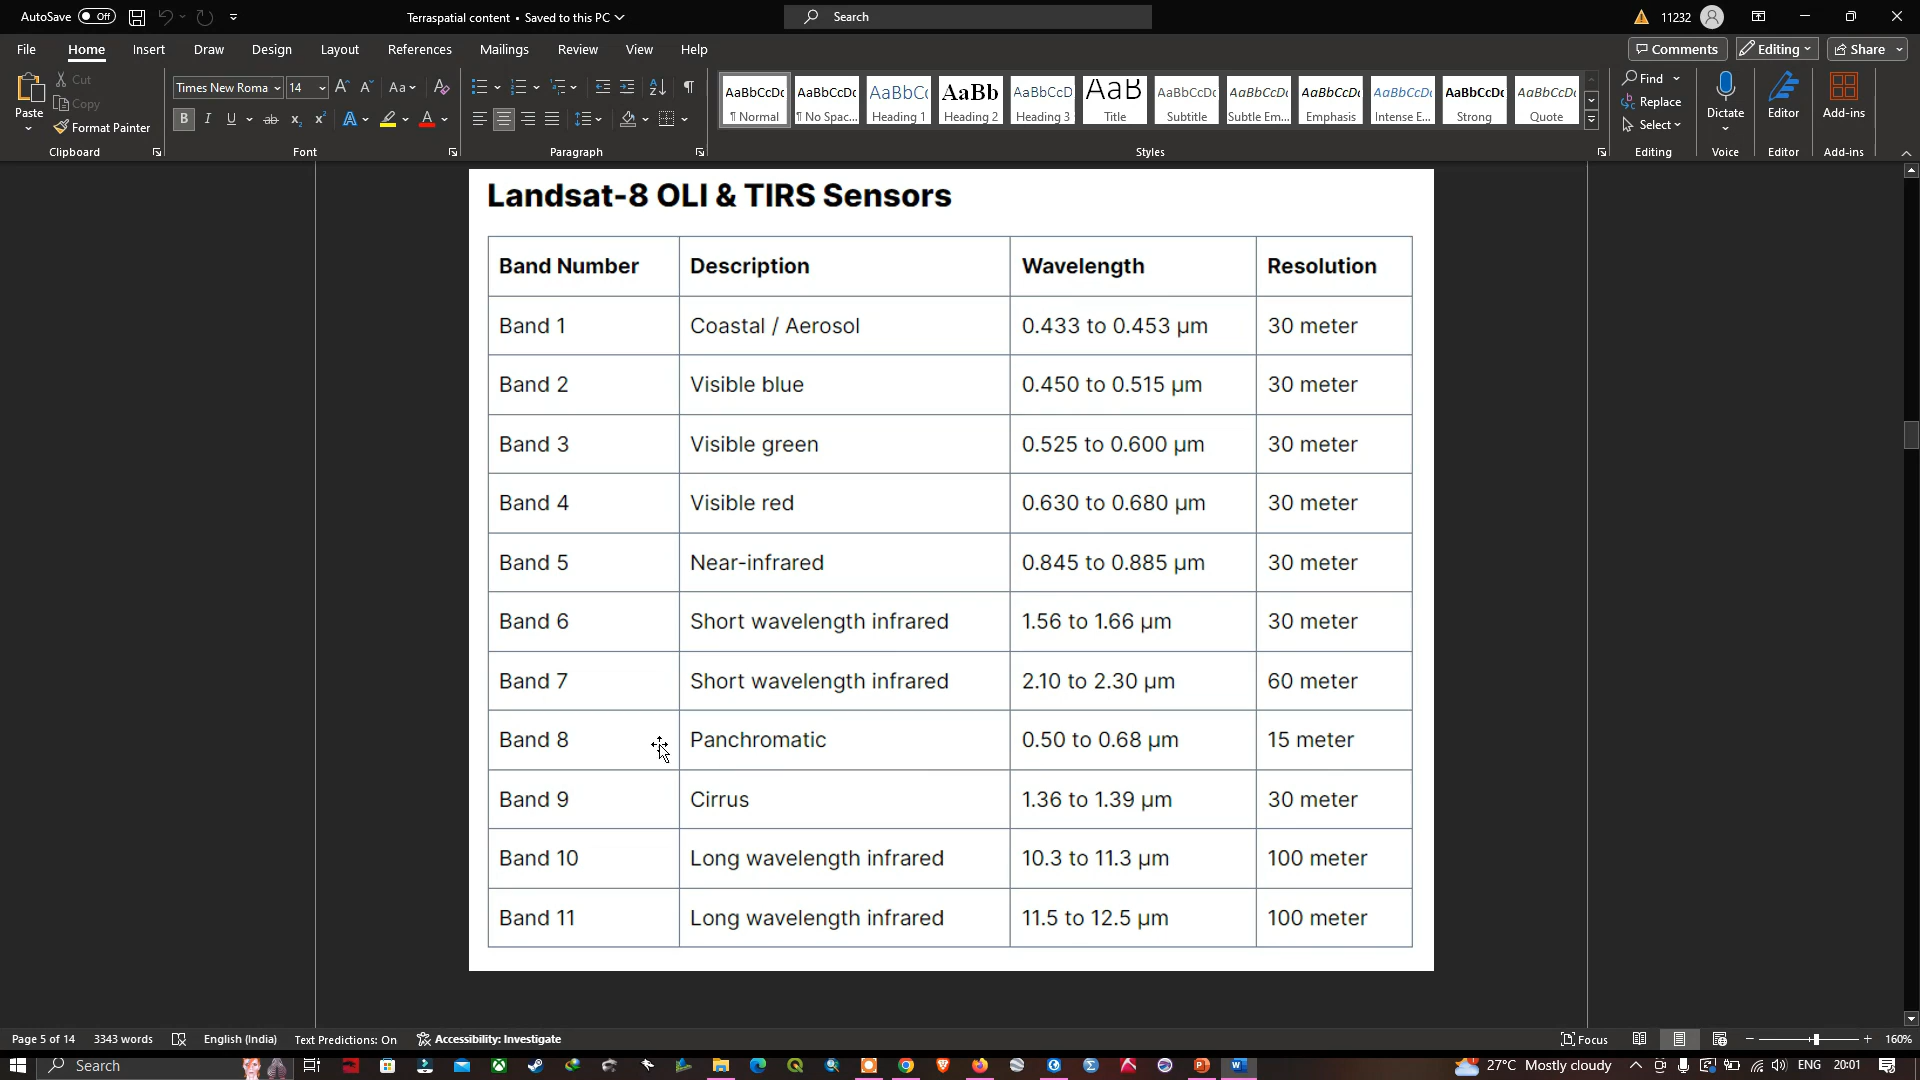 AutoSave Off Terraspatial content • Saved to this PC Search 11232
File Home Insert Draw Design Layout References Mailings Review View Help Comments Editing Share
Paste Cut Copy Format Painter Clipboard
Times New Roma 14 Font
Paragraph
AaBbCcDc AaBbCcDc AaBbC AaBb AaBbCcD AaB AaBbCcDc AaBbCcDc AaBbCcDc AaBbCcDc AaBbCcDc AaBbCcDc
¶ Normal ¶ No Spac... Heading 1 Heading 2 Heading 3 Title Subtitle Subtle Em... Emphasis Intense E... Strong Quote
Styles
Find Replace Select Editing
Dictate Voice
Editor Editor
Add-ins Add-ins
Landsat-8 OLI & TIRS Sensors
Band Number Description Wavelength Resolution
Band 1 Coastal / Aerosol 0.433 to 0.453 µm 30 meter
Band 2 Visible blue 0.450 to 0.515 µm 30 meter
Band 3 Visible green 0.525 to 0.600 µm 30 meter
Band 4 Visible red 0.630 to 0.680 µm 30 meter
Band 5 Near-infrared 0.845 to 0.885 µm 30 meter
Band 6 Short wavelength infrared 1.56 to 1.66 µm 30 meter
Band 7 Short wavelength infrared 2.10 to 2.30 µm 60 meter
Band 8 Panchromatic 0.50 to 0.68 µm 15 meter
Band 9 Cirrus 1.36 to 1.39 µm 30 meter
Band 10 Long wavelength infrared 10.3 to 11.3 µm 100 meter
Band 11 Long wavelength infrared 11.5 to 12.5 µm 100 meter
Page 5 of 14 3343 words English (India) Text Predictions: On Accessibility: Investigate Focus 160%
Search 27°C Mostly cloudy ENG 20:01